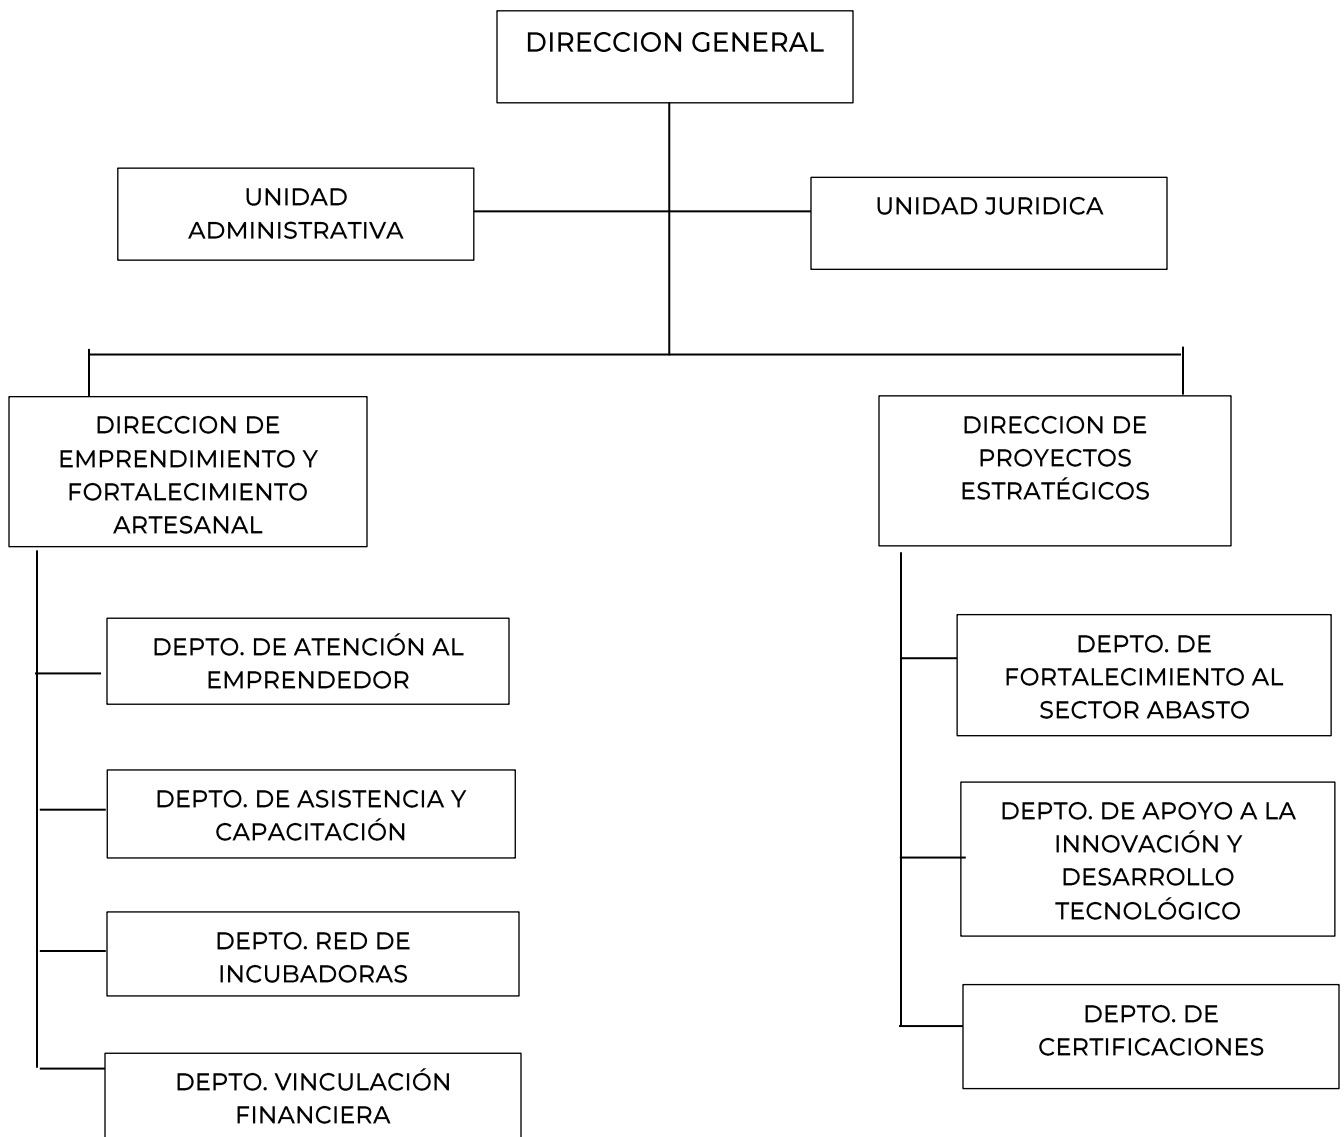 DIRECCION GENERAL
UNIDAD
ADMINISTRATIVA
UNIDAD JURIDICA
DIRECCION DE
EMPRENDIMIENTO Y
FORTALECIMIENTO
ARTESANAL
DIRECCION DE
PROYECTOS
ESTRATÉGICOS
DEPTO. DE ATENCIÓN AL
EMPRENDEDOR
DEPTO. DE ASISTENCIA Y
CAPACITACIÓN
DEPTO. RED DE
INCUBADORAS
DEPTO. VINCULACIÓN
FINANCIERA
DEPTO. DE
FORTALECIMIENTO AL
SECTOR ABASTO
DEPTO. DE APOYO A LA
INNOVACIÓN Y
DESARROLLO
TECNOLÓGICO
DEPTO. DE
CERTIFICACIONES